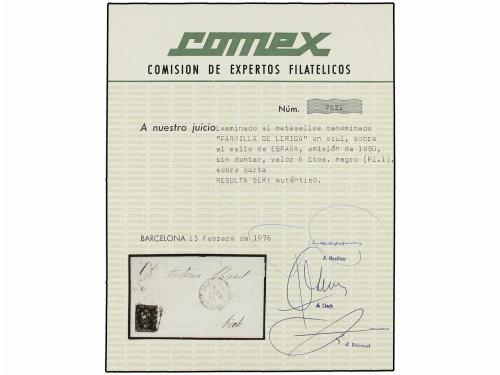 comex
COMISION DE EXPERTOS FILATELICOS
Núm. 7621
A nuestro juicio Examinado el matasellos denominado
"PARRILLA DE LERIDA" en azul, sobre
el sello de ESPAÑA, emisión de 1850,
sin dentar, valor 6 Ctos. negro (Pl.I),
sobre carta
RESULTA SER: auténtico.
BARCELONA 13 Febrero de 1976